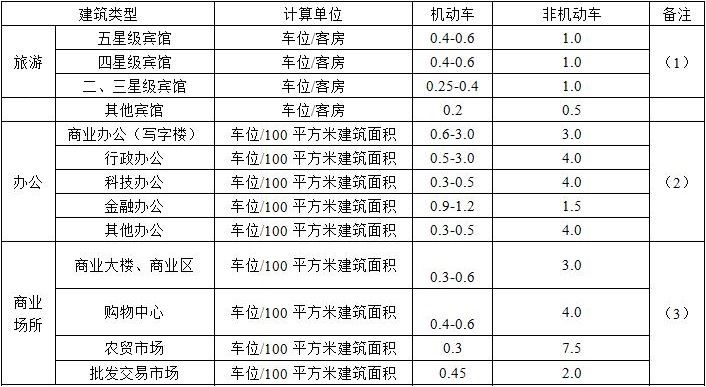 建筑类型 计算单位 机动车 非机动车 备注
旅游 五星级宾馆 车位/客房 0.4-0.6 1.0 （1）
四星级宾馆 车位/客房 0.4-0.6 1.0
二、三星级宾馆 车位/客房 0.25-0.4 1.0
其他宾馆 车位/客房 0.2 0.5
办公 商业办公（写字楼） 车位/100 平方米建筑面积 0.6-3.0 3.0 （2）
行政办公 车位/100 平方米建筑面积 0.5-3.0 4.0
科技办公 车位/100 平方米建筑面积 0.3-0.5 4.0
金融办公 车位/100 平方米建筑面积 0.9-1.2 1.5
其他办公 车位/100 平方米建筑面积 0.3-0.5 4.0
商业场所 商业大楼、商业区 车位/100 平方米建筑面积 0.3-0.6 3.0 （3）
购物中心 车位/100 平方米建筑面积 0.4-0.6 4.0
农贸市场 车位/100 平方米建筑面积 0.3 7.5
批发交易市场 车位/100 平方米建筑面积 0.45 2.0